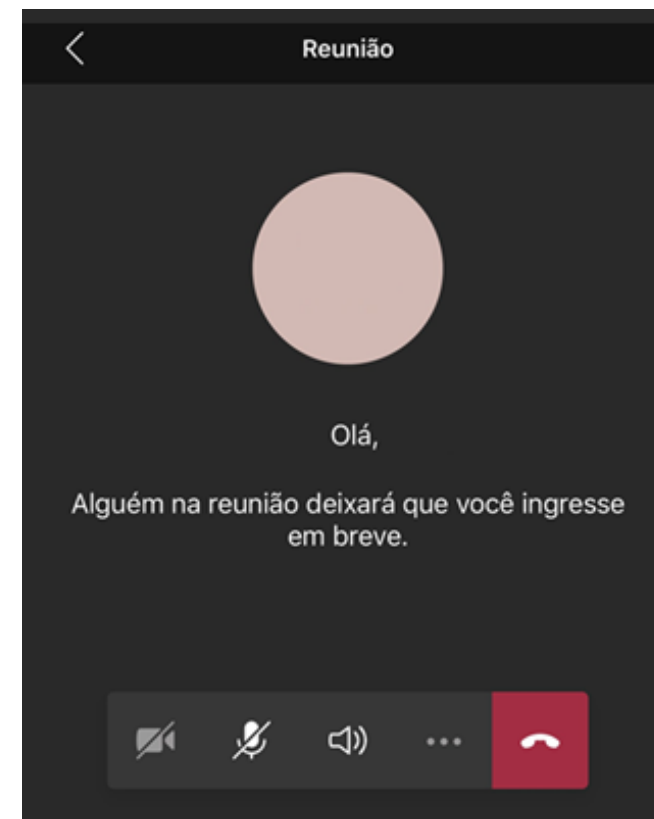 Reunião
Olá,
Alguém na reunião deixará que você ingresse
em breve.